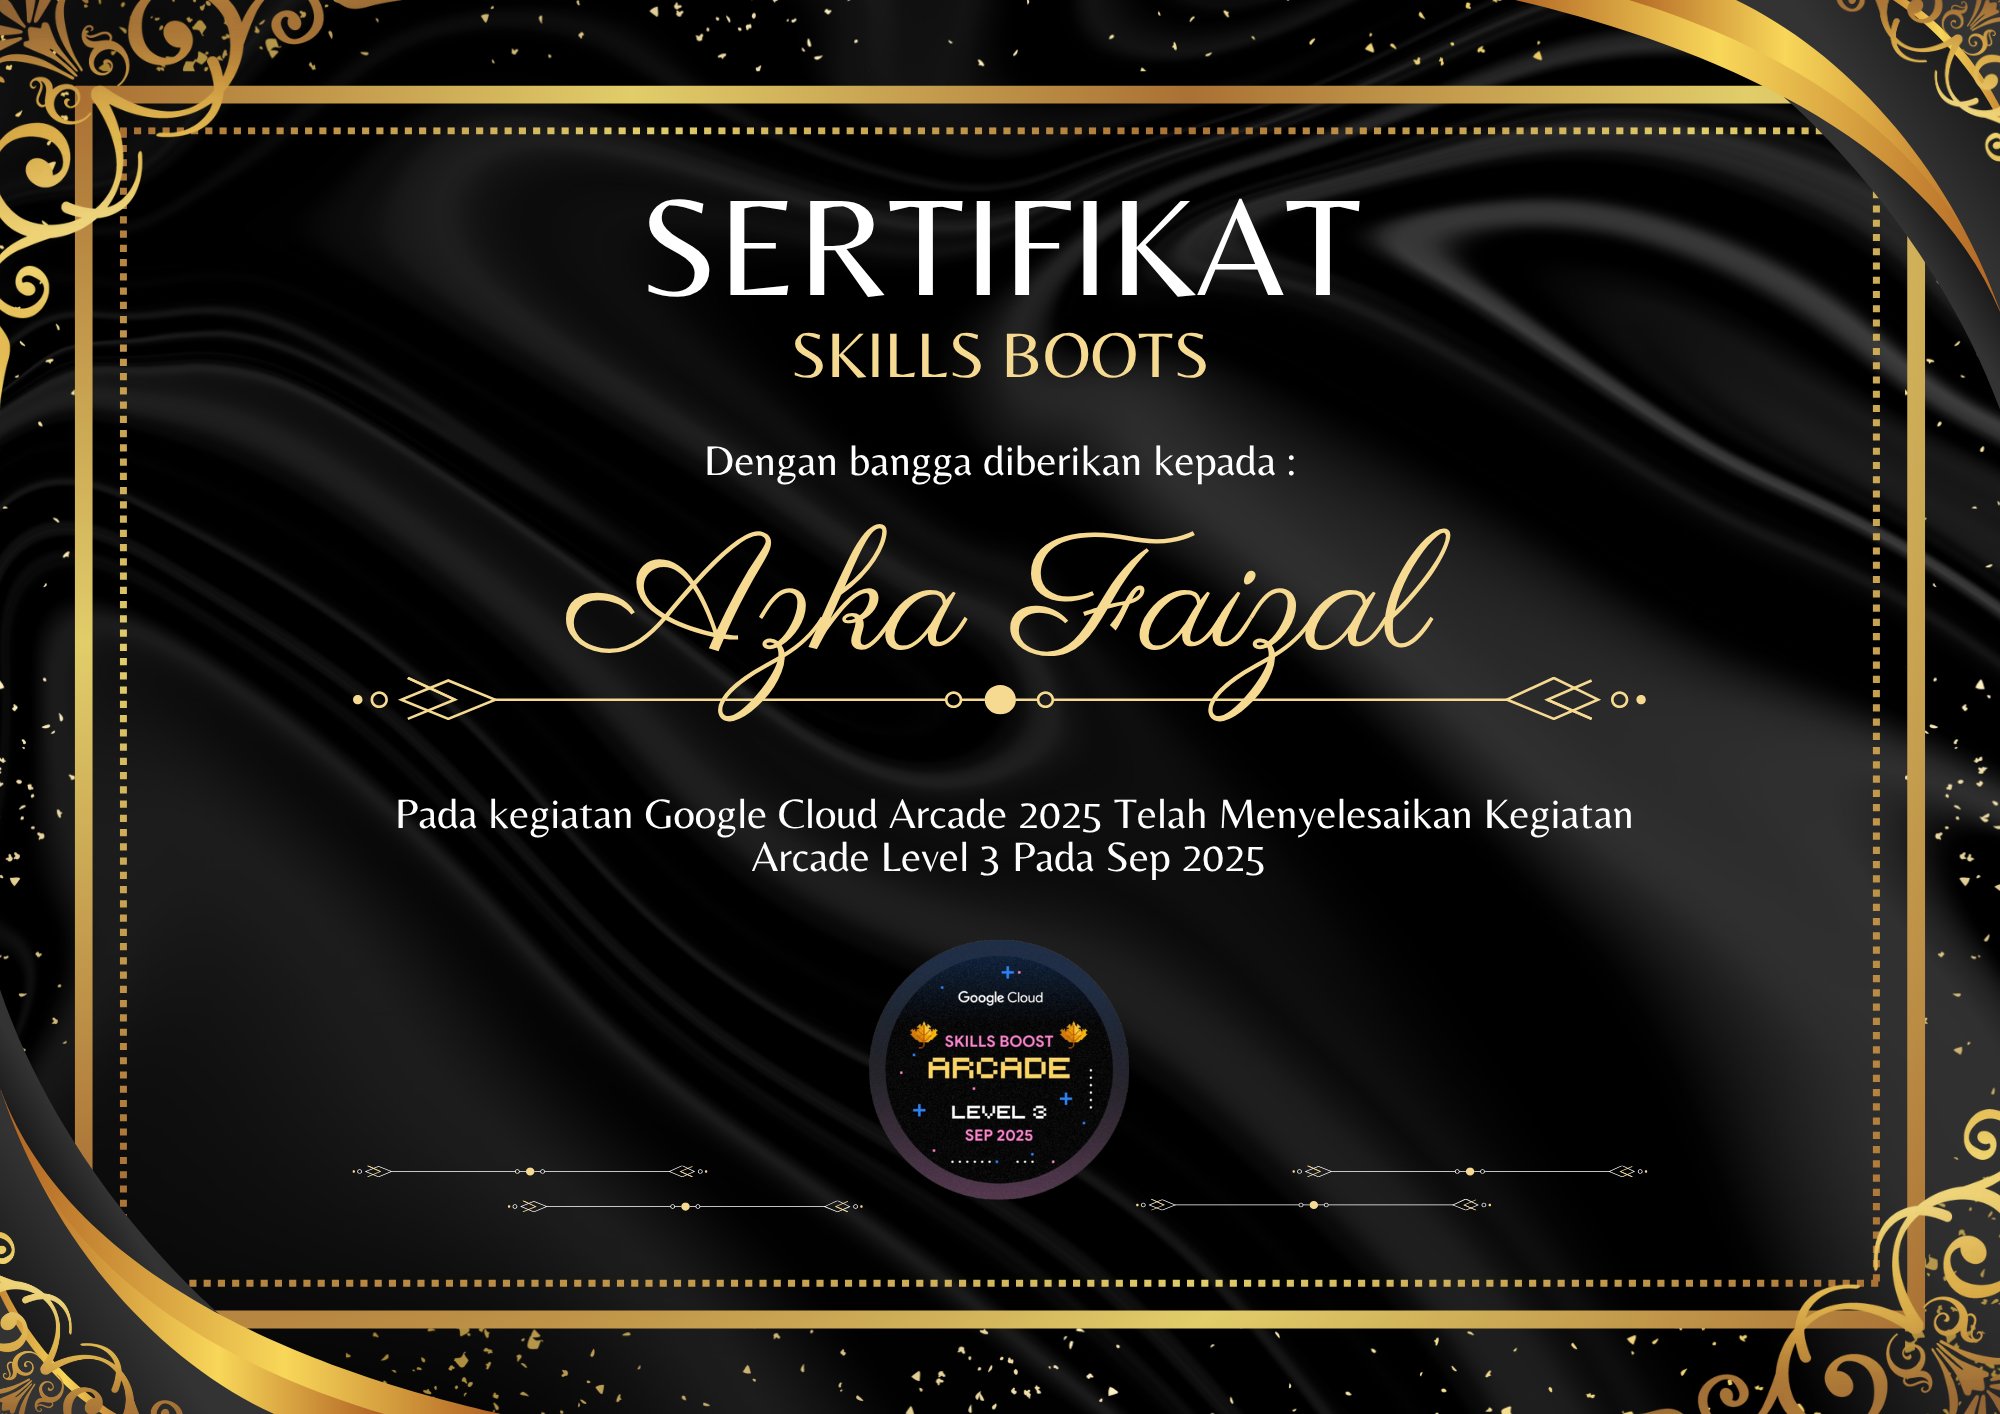 SERTIFIKAT
SKILLS BOOTS
Dengan bangga diberikan kepada :
Azka Faizal
Pada kegiatan Google Cloud Arcade 2025 Telah Menyelesaikan Kegiatan
Arcade Level 3 Pada Sep 2025
Google Cloud
SKILLS BOOST
ARCADE
LEVEL 3
SEP 2025